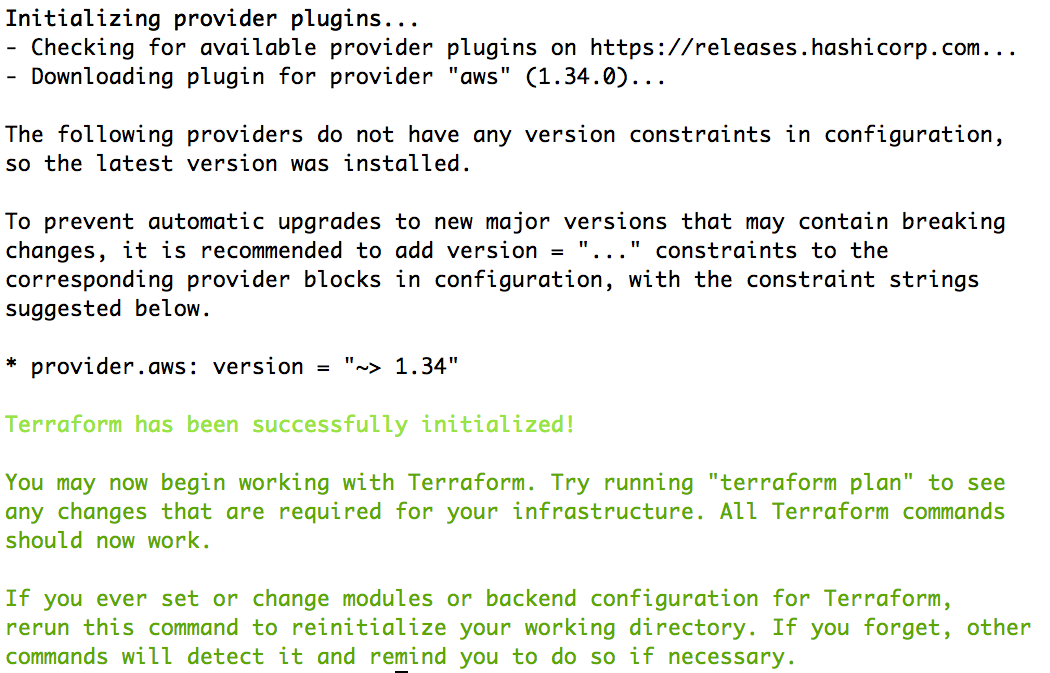 Initializing provider plugins...
- Checking for available provider plugins on https://releases.hashicorp.com...
- Downloading plugin for provider "aws" (1.34.0)...
The following providers do not have any version constraints in configuration,
so the latest version was installed.
To prevent automatic upgrades to new major versions that may contain breaking
changes, it is recommended to add version = "..." constraints to the
corresponding provider blocks in configuration, with the constraint strings
suggested below.
* provider.aws: version = "~> 1.34"
Terraform has been successfully initialized!
You may now begin working with Terraform. Try running "terraform plan" to see
any changes that are required for your infrastructure. All Terraform commands
should now work.
If you ever set or change modules or backend configuration for Terraform,
rerun this command to reinitialize your working directory. If you forget, other
commands will detect it and remind you to do so if necessary.